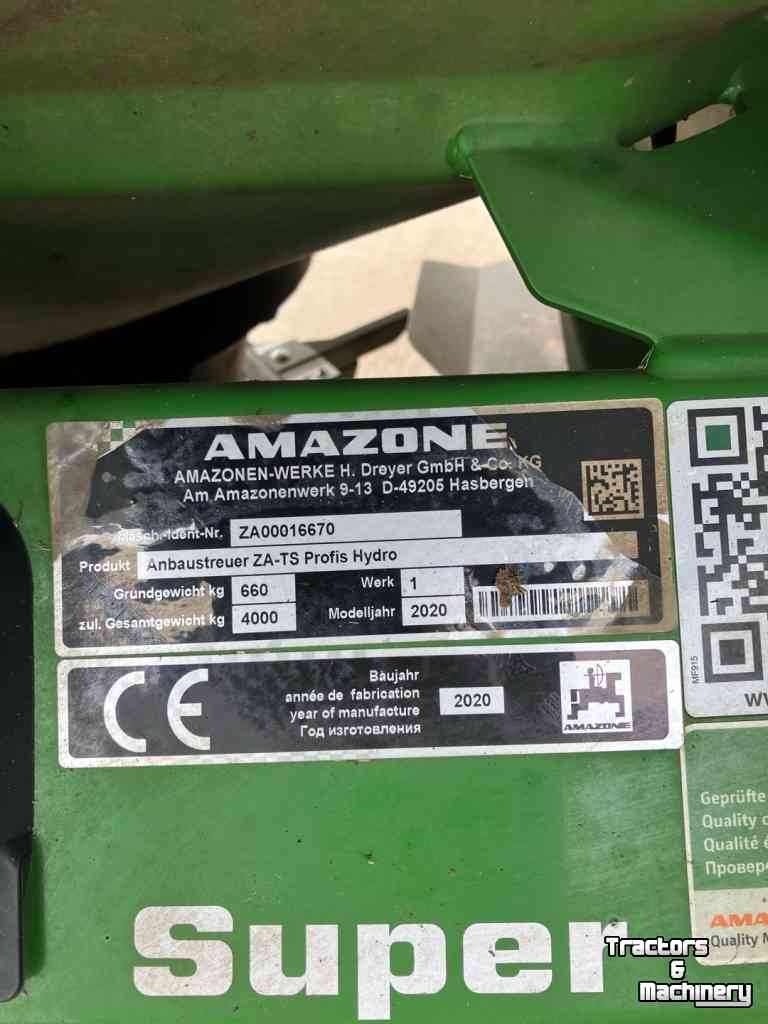 AMAZONE
AMAZONEN-WERKE H. Dreyer GmbH & Co. KG
Am Amazonenwerk 9-13 D-49205 Hasbergen
Masch.-Ident-Nr. ZA00016670
Produkt Anbaustreuer ZA-TS Profis Hydro
Grundgewicht kg 660 Werk 1
zul. Gesamtgewicht kg 4000 Modelljahr 2020
CE
Baujahr
année de fabrication
year of manufacture
Год изготовления
2020
AMAZONE
MF915
Geprüfte
Quality
Qualité
Super
Quality
Tractors
&
Machinery